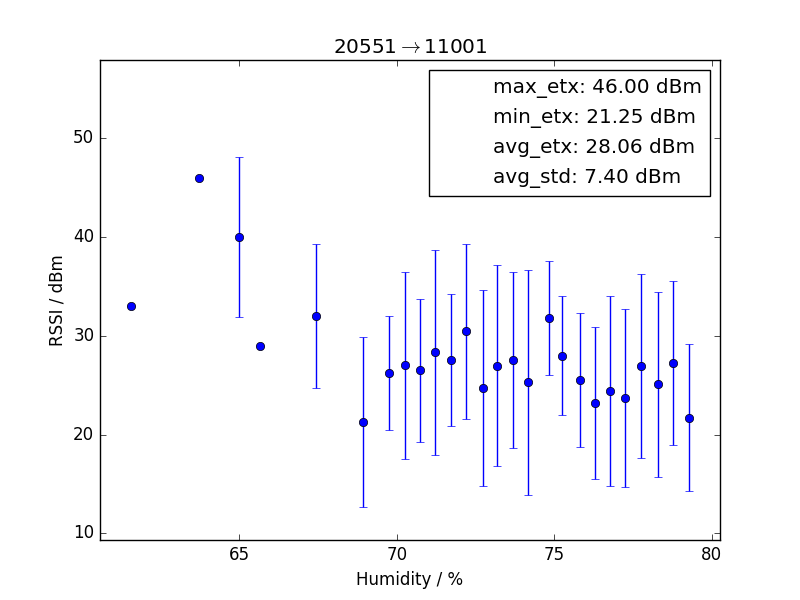 20551→11001
max_etx: 46.00 dBm
min_etx: 21.25 dBm
avg_etx: 28.06 dBm
avg_std: 7.40 dBm
RSSI / dBm
50
40
30
20
10
65 70 75 80
Humidity / %